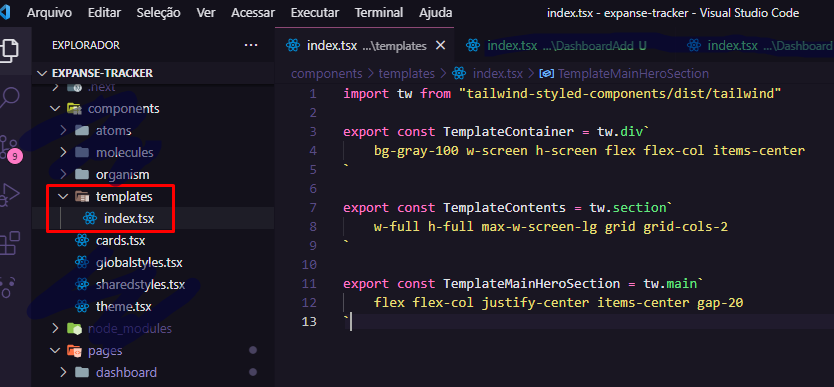 Arquivo Editar Seleção Ver Acessar Executar Terminal Ajuda index.tsx - expanse-tracker - Visual Studio Code
EXPLORADOR ...
EXPANSE-TRACKER
.next
components
atoms
molecules
organism
templates
index.tsx
cards.tsx
globalstyles.tsx
sharedstyles.tsx
theme.tsx
node_modules
pages
dashboard
9
index.tsx ...\templates index.tsx ...\DashboardAdd U index.tsx ...\Dashboard
components > templates > index.tsx > TemplateMainHeroSection
1 import tw from "tailwind-styled-components/dist/tailwind"
2
3 export const TemplateContainer = tw.div`
4 bg-gray-100 w-screen h-screen flex flex-col items-center
5 `
6
7 export const TemplateContents = tw.section`
8 w-full h-full max-w-screen-lg grid grid-cols-2
9 `
10
11 export const TemplateMainHeroSection = tw.main`
12 flex flex-col justify-center items-center gap-20
13 `